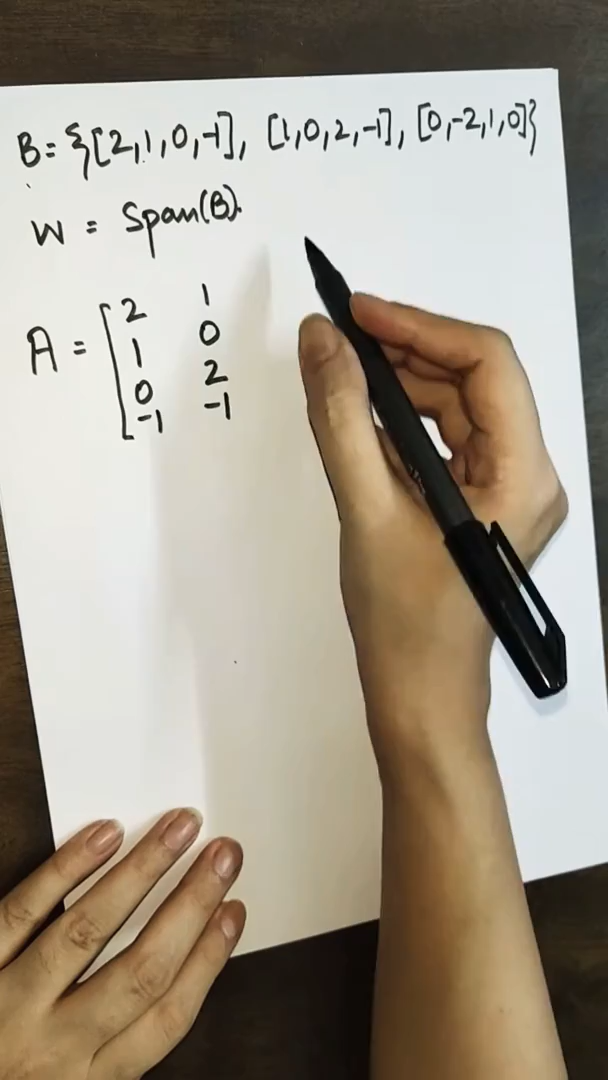 B = {[2,1,0,-1], [1,0,2,-1], [0,-2,1,0]}
W = Span(B).
A = [2 1
1 0
0 2
-1 -1